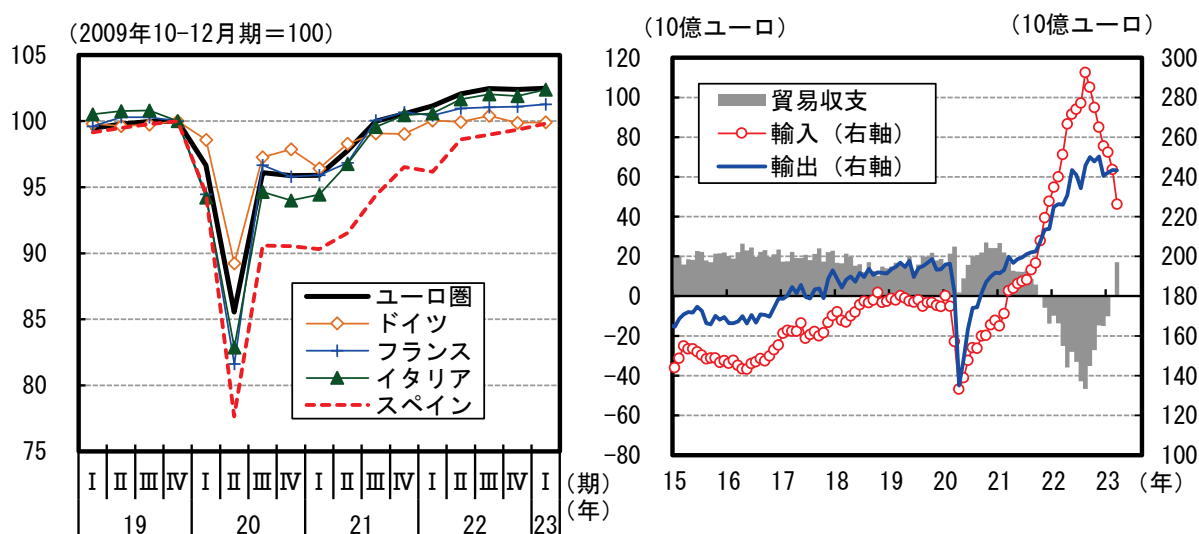 （2009年10-12月期＝100）
105
100
95
90
85
80
75
ユーロ圏
ドイツ
フランス
イタリア
スペイン
Ⅰ Ⅱ Ⅲ Ⅳ Ⅰ Ⅱ Ⅲ Ⅳ Ⅰ Ⅱ Ⅲ Ⅳ Ⅰ Ⅱ Ⅲ Ⅳ Ⅰ （期）
19 20 21 22 23 （年）
（10億ユーロ） （10億ユーロ）
120 300
100 280
80 260
60 240
40 220
20 200
0 180
-20 160
-40 140
-60 120
-80 100
貿易収支
輸入（右軸）
輸出（右軸）
15 16 17 18 19 20 21 22 23 （年）